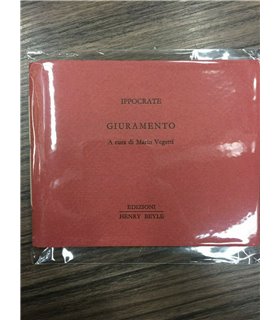 IPPOCRATE
GIURAMENTO
A cura di Mario Vegetti
EDIZIONI
HENRY BEYLE